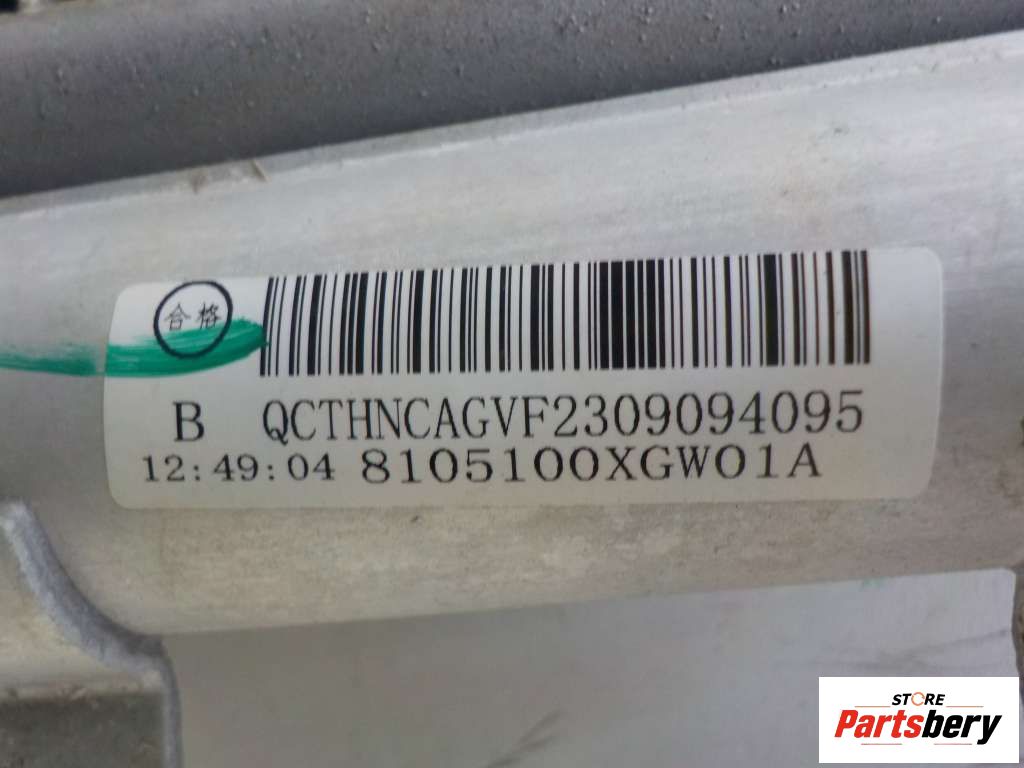 合格
B QCTHNCAGVF2309094095
12:49:04 8105100XGW01A
STORE
Partsbery